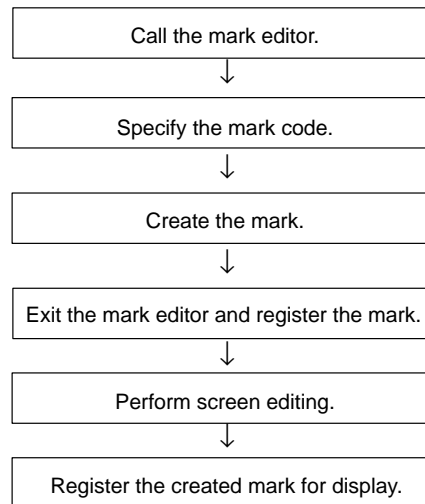 Call the mark editor.
Specify the mark code.
Create the mark.
Exit the mark editor and register the mark.
Perform screen editing.
Register the created mark for display.